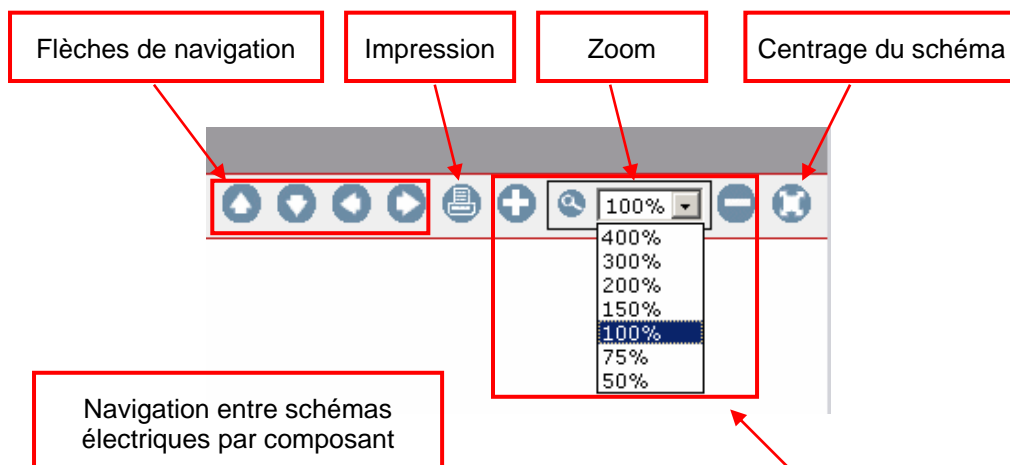 Flèches de navigation
Impression
Zoom
Centrage du schéma
100%
400%
300%
200%
150%
100%
75%
50%
Navigation entre schémas
électriques par composant